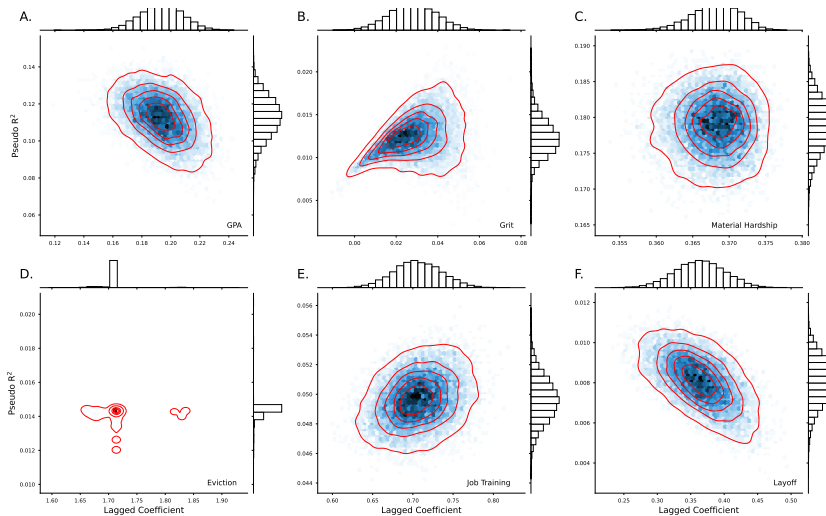 A.
B.
C.
0.14
0.12
0.10
0.08
0.06
Pseudo R²
GPA
0.12 0.14 0.16 0.18 0.20 0.22 0.24
0.020
0.015
0.010
0.005
Grit
0.00 0.02 0.04 0.06 0.08
0.190
0.185
0.180
0.175
0.170
0.165
Material Hardship
0.355 0.360 0.365 0.370 0.375 0.380
D.
E.
F.
0.020
0.018
0.016
0.014
0.012
0.010
Pseudo R²
Eviction
1.60 1.65 1.70 1.75 1.80 1.85 1.90
Lagged Coefficient
0.056
0.054
0.052
0.050
0.048
0.046
0.044
Job Training
0.60 0.65 0.70 0.75 0.80
Lagged Coefficient
0.012
0.010
0.008
0.006
0.004
Layoff
0.25 0.30 0.35 0.40 0.45 0.50
Lagged Coefficient